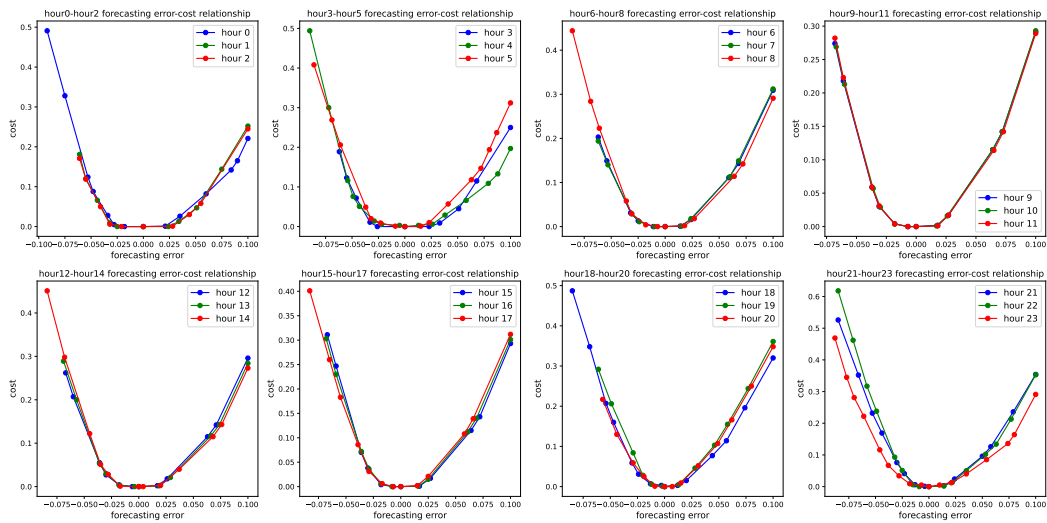 hour0-hour2 forecasting error-cost relationship
hour 0
hour 1
hour 2
cost
0.5
0.4
0.3
0.2
0.1
0.0
−0.100 −0.075 −0.050 −0.025 0.000 0.025 0.050 0.075 0.100
forecasting error
hour3-hour5 forecasting error-cost relationship
hour 3
hour 4
hour 5
cost
0.5
0.4
0.3
0.2
0.1
0.0
−0.075 −0.050 −0.025 0.000 0.025 0.050 0.075 0.100
forecasting error
hour6-hour8 forecasting error-cost relationship
hour 6
hour 7
hour 8
cost
0.4
0.3
0.2
0.1
0.0
−0.075 −0.050 −0.025 0.000 0.025 0.050 0.075 0.100
forecasting error
hour9-hour11 forecasting error-cost relationship
cost
0.30
0.25
0.20
0.15
0.10
0.05
0.00
hour 9
hour 10
hour 11
−0.075 −0.050 −0.025 0.000 0.025 0.050 0.075 0.100
forecasting error
hour12-hour14 forecasting error-cost relationship
hour 12
hour 13
hour 14
cost
0.4
0.3
0.2
0.1
0.0
−0.075 −0.050 −0.025 0.000 0.025 0.050 0.075 0.100
forecasting error
hour15-hour17 forecasting error-cost relationship
hour 15
hour 16
hour 17
cost
0.40
0.35
0.30
0.25
0.20
0.15
0.10
0.05
0.00
−0.075 −0.050 −0.025 0.000 0.025 0.050 0.075 0.100
forecasting error
hour18-hour20 forecasting error-cost relationship
hour 18
hour 19
hour 20
cost
0.5
0.4
0.3
0.2
0.1
0.0
−0.075 −0.050 −0.025 0.000 0.025 0.050 0.075 0.100
forecasting error
hour21-hour23 forecasting error-cost relationship
hour 21
hour 22
hour 23
cost
0.6
0.5
0.4
0.3
0.2
0.1
0.0
−0.075 −0.050 −0.025 0.000 0.025 0.050 0.075 0.100
forecasting error